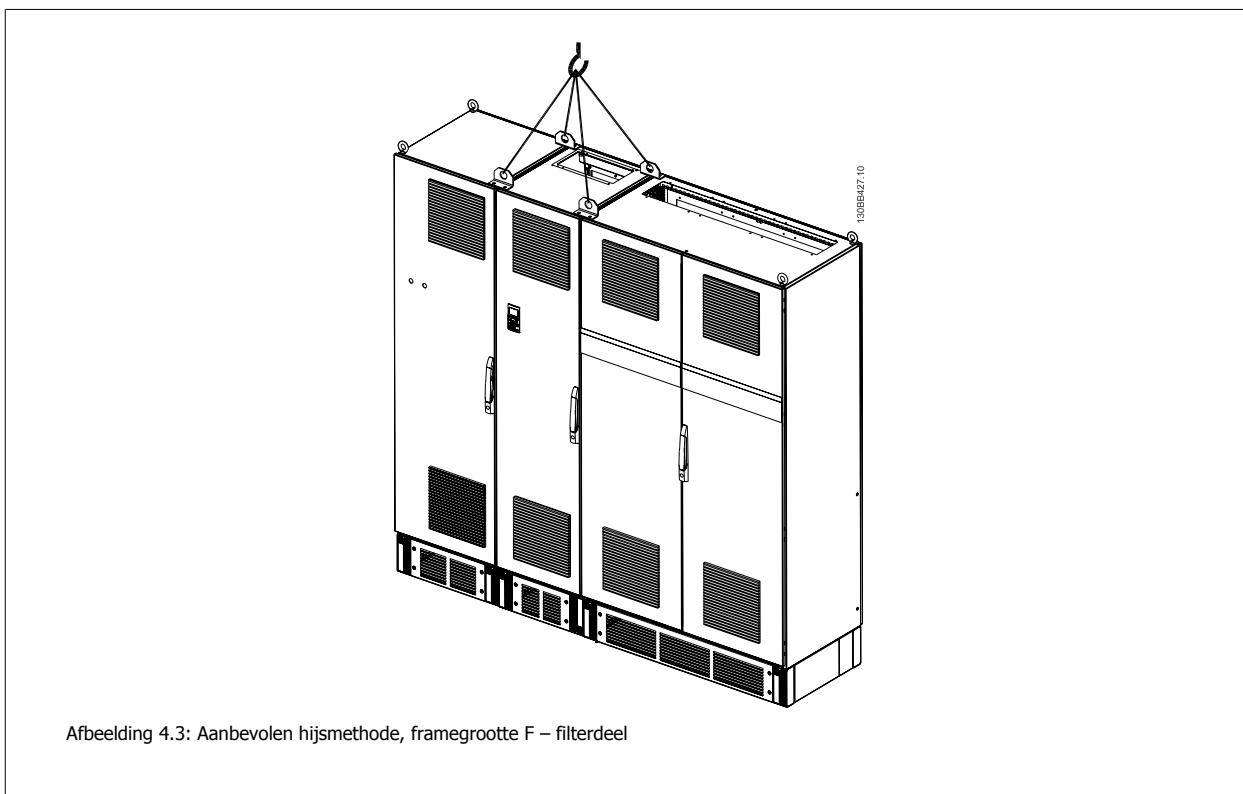 130BB427.10
Afbeelding 4.3: Aanbevolen hijsmethode, framegrootte F – filterdeel